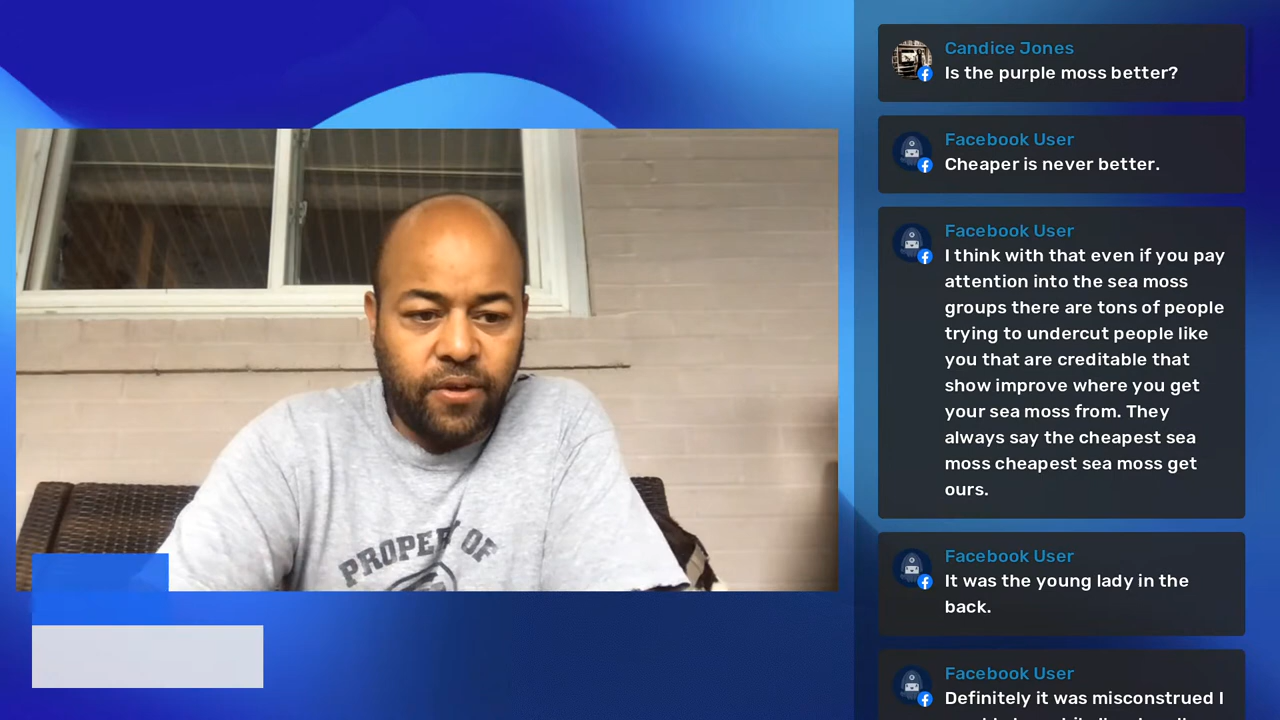 Candice Jones
Is the purple moss better?
Facebook User
Cheaper is never better.
Facebook User
I think with that even if you pay
attention into the sea moss
groups there are tons of people
trying to undercut people like
you that are creditable that
show improve where you get
your sea moss from. They
always say the cheapest sea
moss cheapest sea moss get
ours.
Facebook User
It was the young lady in the
back.
Facebook User
Definitely it was misconstrued I
PROPERTY OF